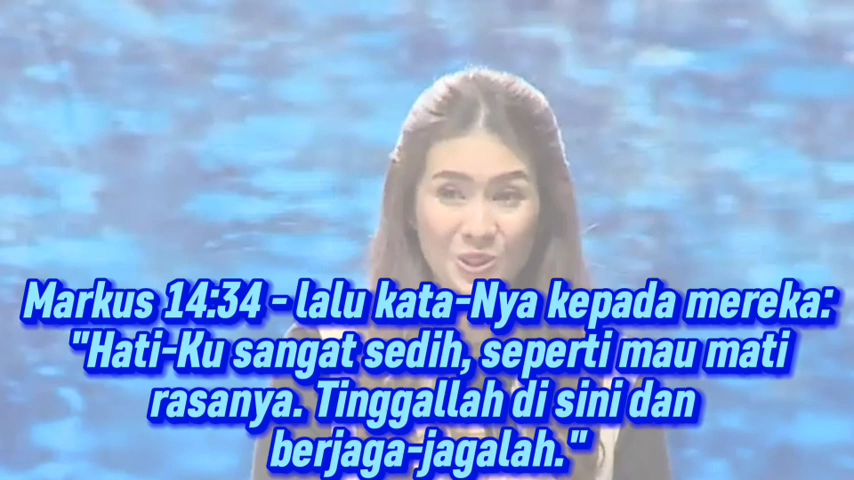 Markus 14:34 - lalu kata-Nya kepada mereka:
"Hati-Ku sangat sedih, seperti mau mati
rasanya. Tinggallah di sini dan
berjaga-jagalah."